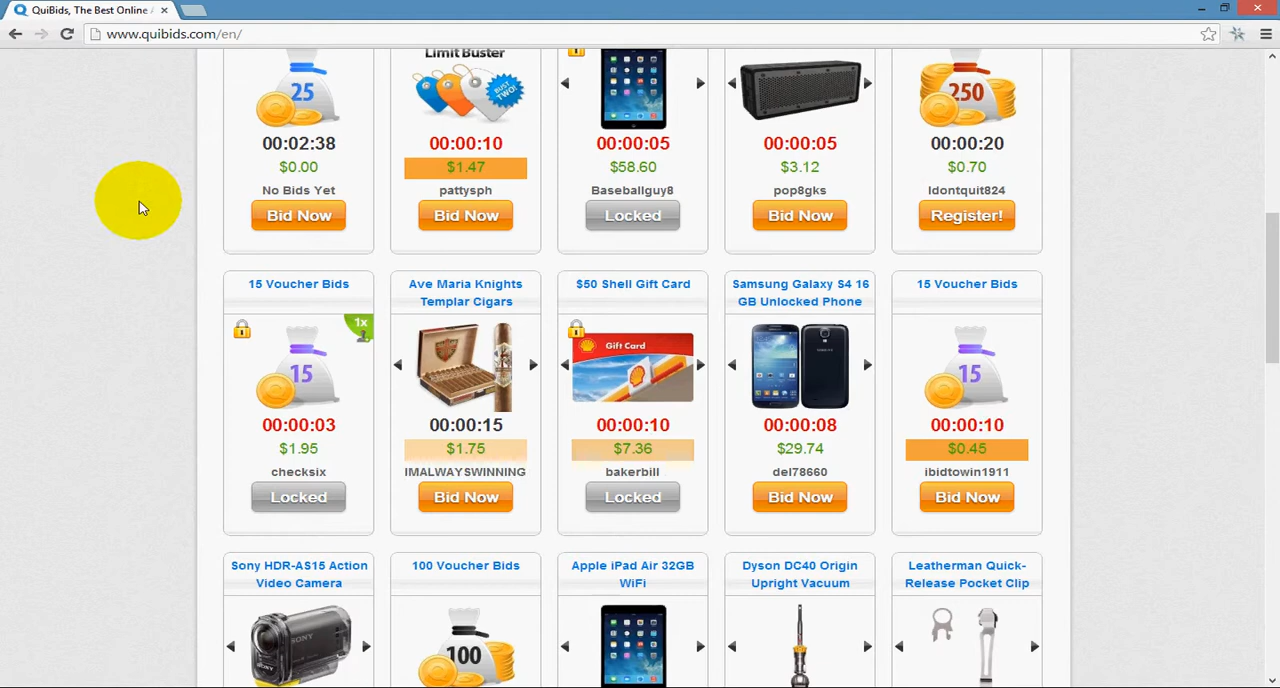 QuiBids, The Best Online
www.quibids.com/en/
25
Limit Buster
BUST TWO!
250
00:02:38
00:00:10
00:00:05
00:00:05
00:00:20
$0.00
$1.47
$58.60
$3.12
$0.70
No Bids Yet
pattysph
Baseballguy8
pop8gks
Idontquit824
Bid Now
Bid Now
Locked
Bid Now
Register!
15 Voucher Bids
Ave Maria Knights
Templar Cigars
$50 Shell Gift Card
Samsung Galaxy S4 16
GB Unlocked Phone
15 Voucher Bids
1x
15
Gift Card
15
00:00:03
00:00:15
00:00:10
00:00:08
00:00:10
$1.95
$1.75
$7.36
$29.74
$0.45
checksix
IMALWAYSWINNING
bakerbill
del78660
ibidtowin1911
Locked
Bid Now
Locked
Bid Now
Bid Now
Sony HDR-AS15 Action
Video Camera
100 Voucher Bids
Apple iPad Air 32GB
WiFi
Dyson DC40 Origin
Upright Vacuum
Leatherman Quick-
Release Pocket Clip
SONY
100